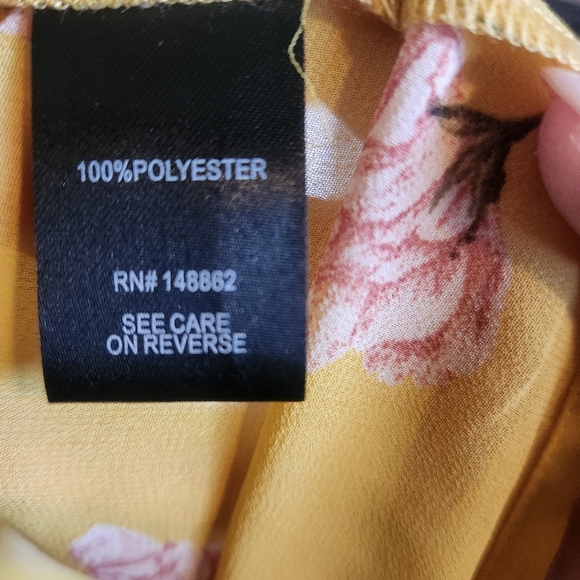 100%POLYESTER
RN# 148862
SEE CARE
ON REVERSE